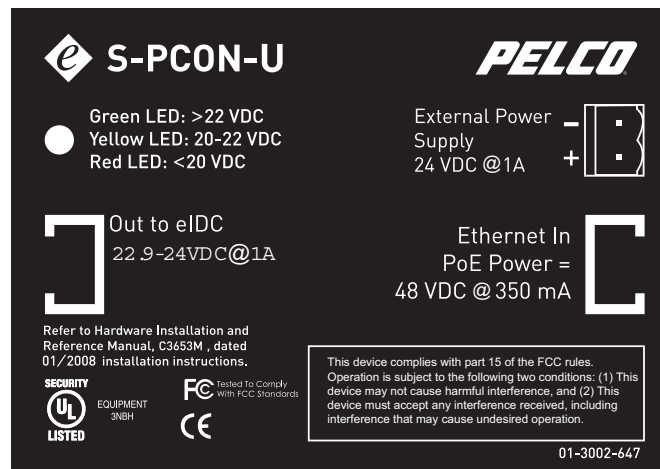 e S-PCON-U
PELCO
Green LED: >22 VDC
Yellow LED: 20-22 VDC
Red LED: <20 VDC
External Power
Supply
24 VDC @1A
−
+
Out to eIDC
22.9-24VDC@1A
Ethernet In
PoE Power =
48 VDC @ 350 mA
Refer to Hardware Installation and
Reference Manual, C3653M , dated
01/2008 installation instructions.
SECURITY
UL
LISTED
EQUIPMENT
3NBH
FC Tested To Comply
With FCC Standards
CE
This device complies with part 15 of the FCC rules.
Operation is subject to the following two conditions: (1) This
device may not cause harmful interference, and (2) This
device must accept any interference received, including
interference that may cause undesired operation.
01-3002-647